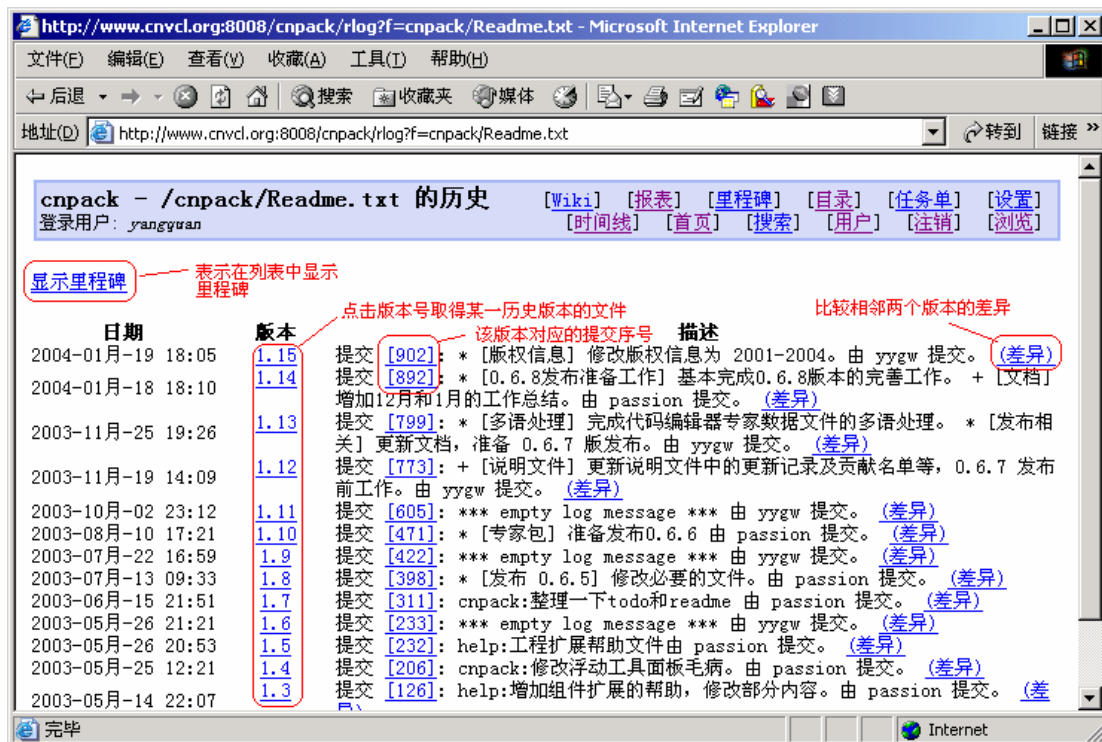 http://www.cnvcl.org:8008/cnpack/rlog?f=cnpack/Readme.txt - Microsoft Internet Explorer
文件(F) 编辑(E) 查看(V) 收藏(A) 工具(T) 帮助(H)
后退 搜索 收藏夹 媒体
地址(D) http://www.cnvcl.org:8008/cnpack/rlog?f=cnpack/Readme.txt 转到 链接 »
cnpack - /cnpack/Readme.txt 的历史 [Wiki] [报表] [里程碑] [目录] [任务单] [设置]
登录用户: yangyuan [时间线] [首页] [搜索] [用户] [注销] [浏览]
显示里程碑 表示在列表中显示
里程碑
点击版本号取得某一历史版本的文件 比较相邻两个版本的差异
该版本对应的提交序号
日期 版本 描述
2004-01月-19 18:05 1.15 提交 [902]: * [版权信息] 修改版权信息为 2001-2004。由 yygw 提交。 (差异)
2004-01月-18 18:10 1.14 提交 [892]: * [0.6.8发布准备工作] 基本完成0.6.8版本的完善工作。 + [文档]
增加12月和1月的工作总结。由 passion 提交。 (差异)
2003-11月-25 19:26 1.13 提交 [799]: * [多语处理] 完成代码编辑器专家数据文件的多语处理。 * [发布相
关] 更新文档，准备 0.6.7 版发布。由 yygw 提交。 (差异)
2003-11月-19 14:09 1.12 提交 [773]: + [说明文件] 更新说明文件中的更新记录及贡献名单等，0.6.7 发布
前工作。由 yygw 提交。 (差异)
2003-10月-02 23:12 1.11 提交 [605]: *** empty log message *** 由 yygw 提交。 (差异)
2003-08月-10 17:21 1.10 提交 [471]: * [专家包] 准备发布0.6.6 由 passion 提交。 (差异)
2003-07月-22 16:59 1.9 提交 [422]: *** empty log message *** 由 yygw 提交。 (差异)
2003-07月-13 09:33 1.8 提交 [398]: * [发布 0.6.5] 修改必要的文件。由 passion 提交。 (差异)
2003-06月-15 21:51 1.7 提交 [311]: cnpack:整理一下todo和readme 由 passion 提交。 (差异)
2003-05月-26 21:21 1.6 提交 [233]: *** empty log message *** 由 yygw 提交。 (差异)
2003-05月-26 20:53 1.5 提交 [232]: help:工程扩展帮助文件由 passion 提交。 (差异)
2003-05月-25 12:21 1.4 提交 [206]: cnpack:修改浮动工具面板毛病。由 passion 提交。 (差异)
2003-05月-14 22:07 1.3 提交 [126]: help:增加组件扩展的帮助，修改部分内容。由 passion 提交。 (差
异)
完毕 Internet